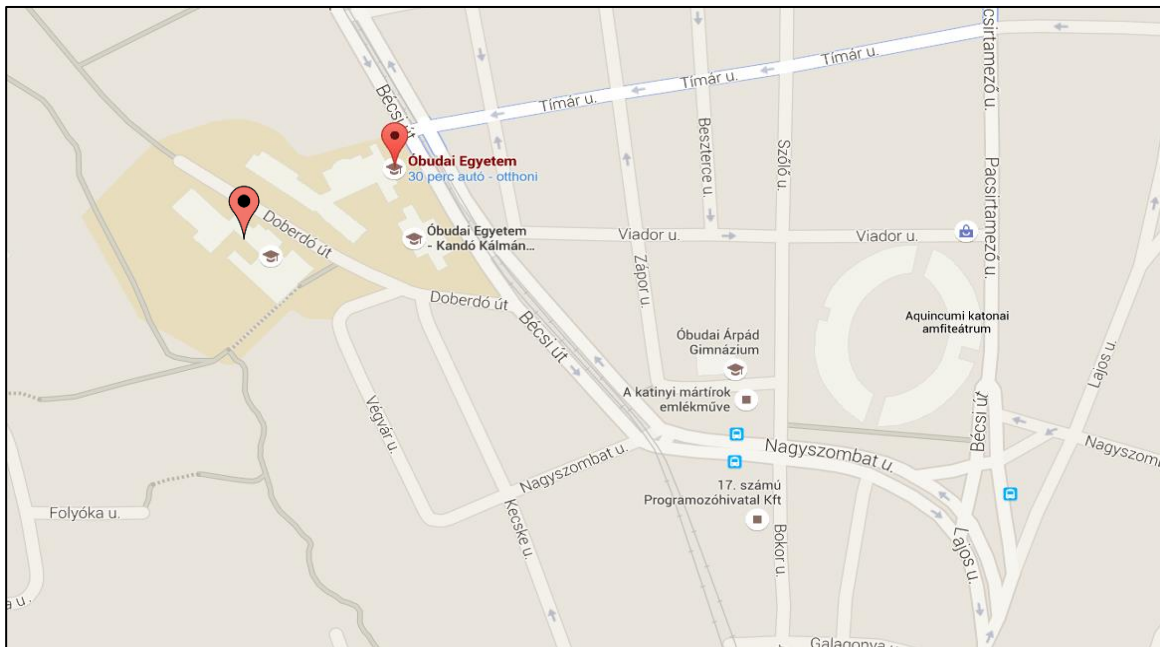 csirtamező u.
Tímár u.
Tímár u.
Tímár u.
Bécsi út
Óbudai Egyetem
30 perc autó - otthoni
Beszterce u.
Szőlő u.
Pacsirtamező u.
Doberdó út
Óbudai Egyetem
- Kandó Kálmán...
Viador u.
Viador u.
Zápor u.
Doberdó út
Bécsi út
Aquincumi katonai
amfiteátrum
Óbudai Árpád
Gimnázium
Lajos u.
A katinyi mártírok
emlékműve
Végvár u.
Bécsi út
Nagyszombat u.
Nagyszombat u.
Nagyszom
17. számú
Programozóhivatal Kft
Folyóka u.
Kecske u.
Bokor u.
Lajos u.
a u.
Galagonya u.